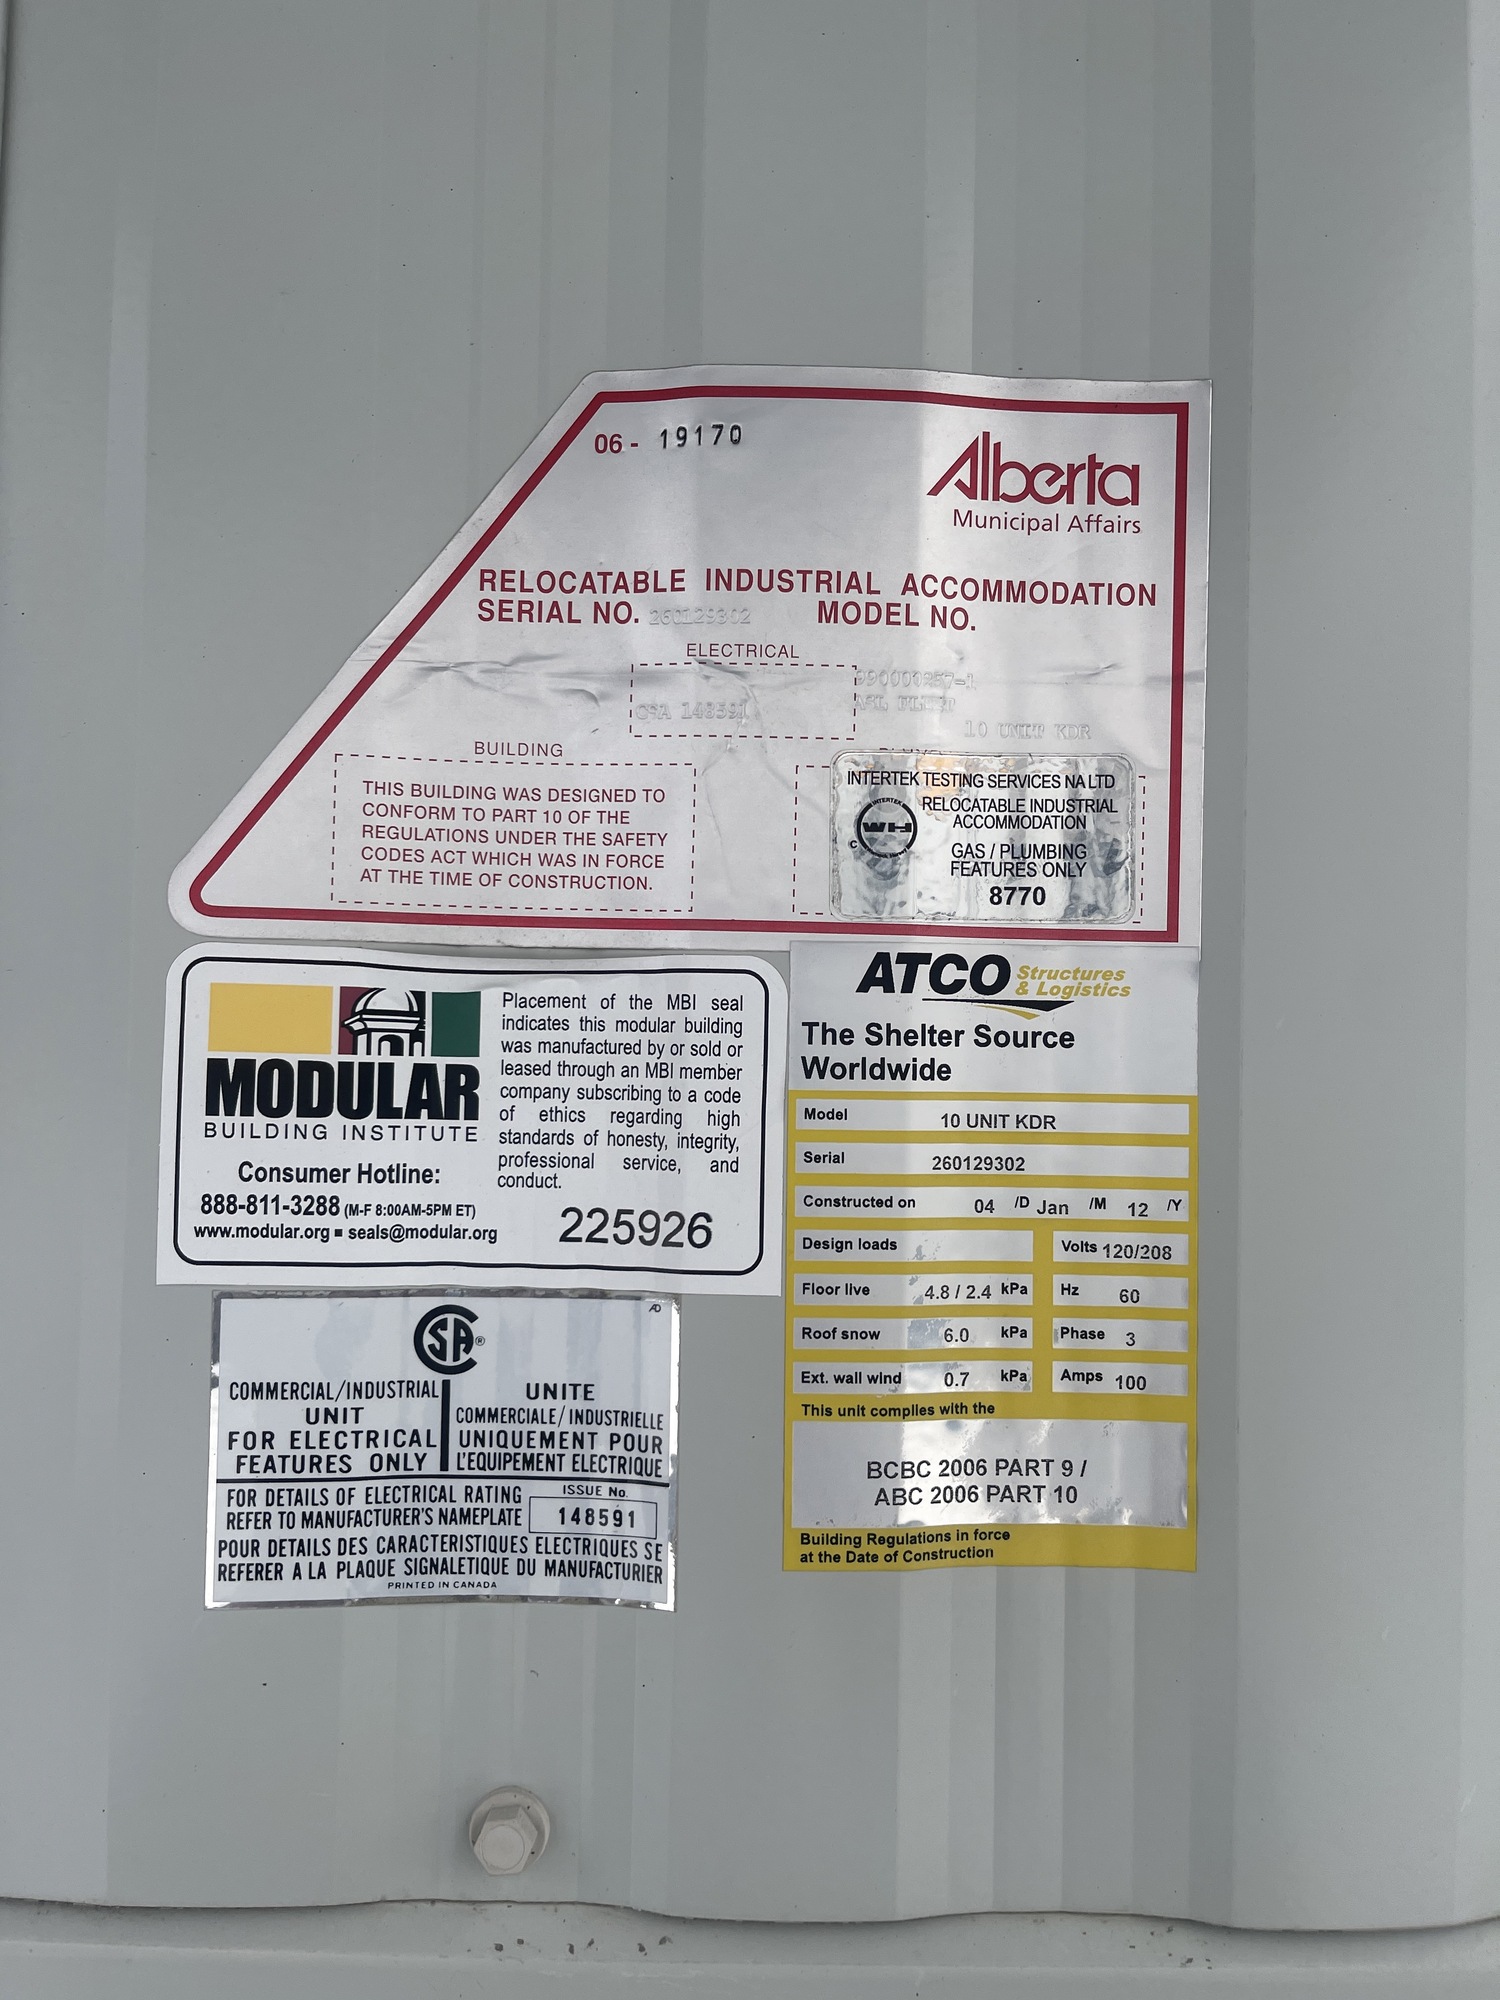 06 - 19170
Alberta
Municipal Affairs
RELOCATABLE INDUSTRIAL ACCOMMODATION
SERIAL NO. 260129302 MODEL NO.
ELECTRICAL
CSA 148591
10 UNIT KDR
BUILDING
THIS BUILDING WAS DESIGNED TO
CONFORM TO PART 10 OF THE
REGULATIONS UNDER THE SAFETY
CODES ACT WHICH WAS IN FORCE
AT THE TIME OF CONSTRUCTION.
INTERTEK TESTING SERVICES NA LTD
INTERTEK
WH
C
RELOCATABLE INDUSTRIAL
ACCOMMODATION
GAS / PLUMBING
FEATURES ONLY
8770
MODULAR
BUILDING INSTITUTE
Consumer Hotline:
888-811-3288 (M-F 8:00AM-5PM ET)
www.modular.org ▪ seals@modular.org
Placement of the MBI seal
indicates this modular building
was manufactured by or sold or
leased through an MBI member
company subscribing to a code
of ethics regarding high
standards of honesty, integrity,
professional service, and
conduct.
225926
ATCO Structures
& Logistics
The Shelter Source
Worldwide
Model 10 UNIT KDR
Serial 260129302
Constructed on 04 /D Jan /M 12 /Y
Design loads Volts 120/208
Floor live 4.8 / 2.4 kPa Hz 60
Roof snow 6.0 kPa Phase 3
Ext. wall wind 0.7 kPa Amps 100
This unit complies with the
BCBC 2006 PART 9 /
ABC 2006 PART 10
Building Regulations in force
at the Date of Construction
CSA®
AD
COMMERCIAL/INDUSTRIAL
UNIT
FOR ELECTRICAL
FEATURES ONLY
UNITE
COMMERCIALE/INDUSTRIELLE
UNIQUEMENT POUR
L'EQUIPEMENT ELECTRIQUE
FOR DETAILS OF ELECTRICAL RATING
REFER TO MANUFACTURER'S NAMEPLATE
ISSUE No.
148591
POUR DETAILS DES CARACTERISTIQUES ELECTRIQUES SE
REFERER A LA PLAQUE SIGNALETIQUE DU MANUFACTURIER
PRINTED IN CANADA